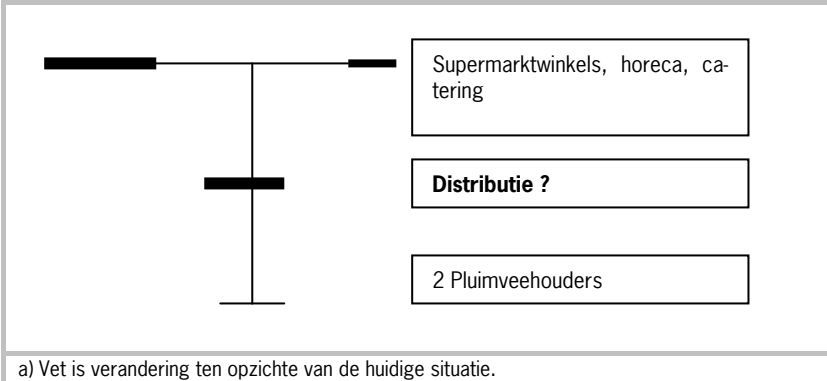 Supermarktwinkels, horeca, ca-
tering
Distributie ?
2 Pluimveehouders
a) Vet is verandering ten opzichte van de huidige situatie.